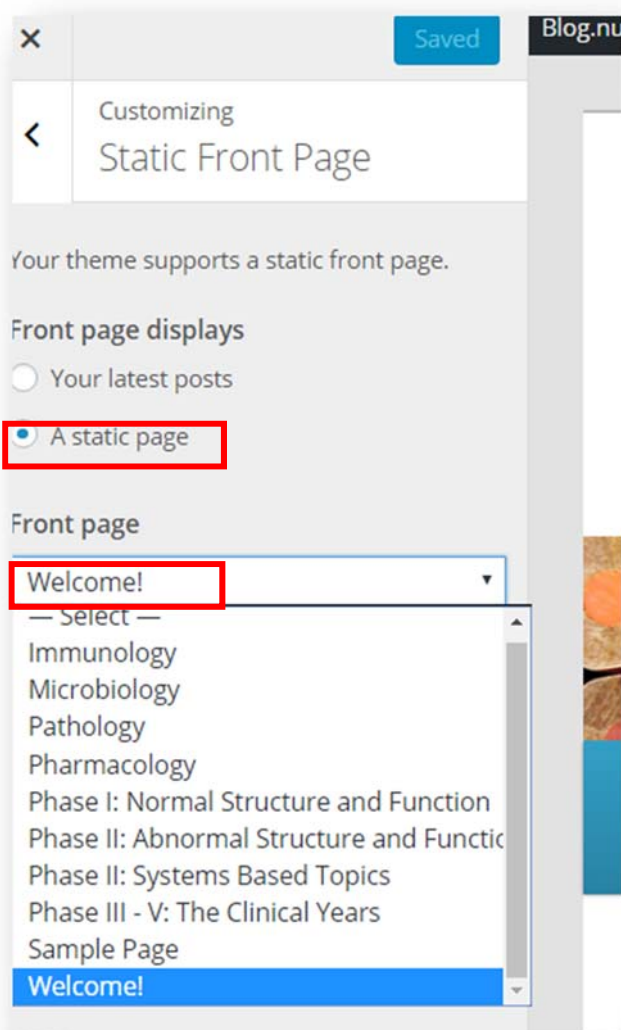 Saved
Blog.nu
Customizing
Static Front Page
Your theme supports a static front page.
Front page displays
Your latest posts
A static page
Front page
Welcome!
— Select —
Immunology
Microbiology
Pathology
Pharmacology
Phase I: Normal Structure and Function
Phase II: Abnormal Structure and Functic
Phase II: Systems Based Topics
Phase III - V: The Clinical Years
Sample Page
Welcome!